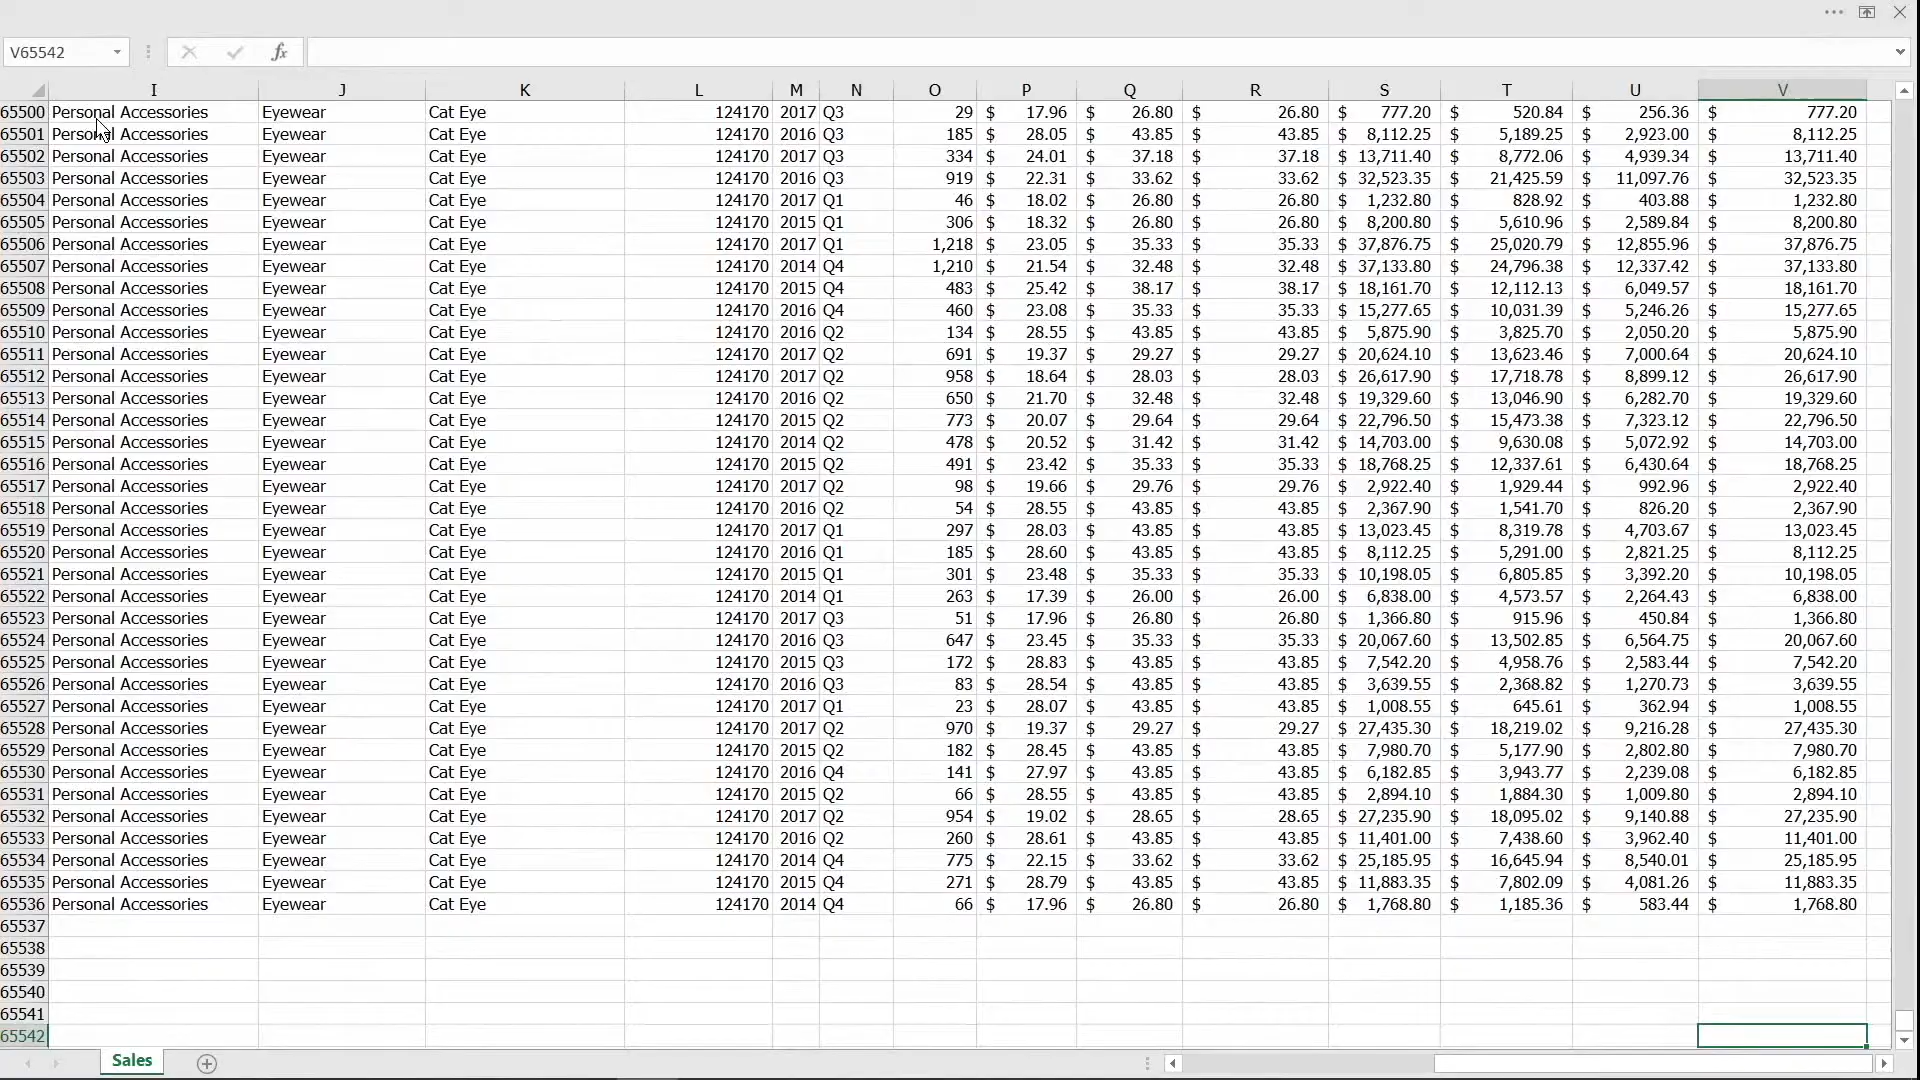 V65542
fx
I J K L M N O P Q R S T U V
65500 Personal Accessories Eyewear Cat Eye 124170 2017 Q3 29 $ 17.96 $ 26.80 $ 26.80 $ 777.20 $ 520.84 $ 256.36 $ 777.20
65501 Personal Accessories Eyewear Cat Eye 124170 2016 Q3 185 $ 28.05 $ 43.85 $ 43.85 $ 8,112.25 $ 5,189.25 $ 2,923.00 $ 8,112.25
65502 Personal Accessories Eyewear Cat Eye 124170 2017 Q3 334 $ 24.01 $ 37.18 $ 37.18 $ 13,711.40 $ 8,772.06 $ 4,939.34 $ 13,711.40
65503 Personal Accessories Eyewear Cat Eye 124170 2016 Q3 919 $ 22.31 $ 33.62 $ 33.62 $ 32,523.35 $ 21,425.59 $ 11,097.76 $ 32,523.35
65504 Personal Accessories Eyewear Cat Eye 124170 2017 Q1 46 $ 18.02 $ 26.80 $ 26.80 $ 1,232.80 $ 828.92 $ 403.88 $ 1,232.80
65505 Personal Accessories Eyewear Cat Eye 124170 2015 Q1 306 $ 18.32 $ 26.80 $ 26.80 $ 8,200.80 $ 5,610.96 $ 2,589.84 $ 8,200.80
65506 Personal Accessories Eyewear Cat Eye 124170 2017 Q1 1,218 $ 23.05 $ 35.33 $ 35.33 $ 37,876.75 $ 25,020.79 $ 12,855.96 $ 37,876.75
65507 Personal Accessories Eyewear Cat Eye 124170 2014 Q4 1,210 $ 21.54 $ 32.48 $ 32.48 $ 37,133.80 $ 24,796.38 $ 12,337.42 $ 37,133.80
65508 Personal Accessories Eyewear Cat Eye 124170 2015 Q4 483 $ 25.42 $ 38.17 $ 38.17 $ 18,161.70 $ 12,112.13 $ 6,049.57 $ 18,161.70
65509 Personal Accessories Eyewear Cat Eye 124170 2016 Q4 460 $ 23.08 $ 35.33 $ 35.33 $ 15,277.65 $ 10,031.39 $ 5,246.26 $ 15,277.65
65510 Personal Accessories Eyewear Cat Eye 124170 2016 Q2 134 $ 28.55 $ 43.85 $ 43.85 $ 5,875.90 $ 3,825.70 $ 2,050.20 $ 5,875.90
65511 Personal Accessories Eyewear Cat Eye 124170 2017 Q2 691 $ 19.37 $ 29.27 $ 29.27 $ 20,624.10 $ 13,623.46 $ 7,000.64 $ 20,624.10
65512 Personal Accessories Eyewear Cat Eye 124170 2017 Q2 958 $ 18.64 $ 28.03 $ 28.03 $ 26,617.90 $ 17,718.78 $ 8,899.12 $ 26,617.90
65513 Personal Accessories Eyewear Cat Eye 124170 2016 Q2 650 $ 21.70 $ 32.48 $ 32.48 $ 19,329.60 $ 13,046.90 $ 6,282.70 $ 19,329.60
65514 Personal Accessories Eyewear Cat Eye 124170 2015 Q2 773 $ 20.07 $ 29.64 $ 29.64 $ 22,796.50 $ 15,473.38 $ 7,323.12 $ 22,796.50
65515 Personal Accessories Eyewear Cat Eye 124170 2014 Q2 478 $ 20.52 $ 31.42 $ 31.42 $ 14,703.00 $ 9,630.08 $ 5,072.92 $ 14,703.00
65516 Personal Accessories Eyewear Cat Eye 124170 2015 Q2 491 $ 23.42 $ 35.33 $ 35.33 $ 18,768.25 $ 12,337.61 $ 6,430.64 $ 18,768.25
65517 Personal Accessories Eyewear Cat Eye 124170 2017 Q2 98 $ 19.66 $ 29.76 $ 29.76 $ 2,922.40 $ 1,929.44 $ 992.96 $ 2,922.40
65518 Personal Accessories Eyewear Cat Eye 124170 2016 Q2 54 $ 28.55 $ 43.85 $ 43.85 $ 2,367.90 $ 1,541.70 $ 826.20 $ 2,367.90
65519 Personal Accessories Eyewear Cat Eye 124170 2017 Q1 297 $ 28.03 $ 43.85 $ 43.85 $ 13,023.45 $ 8,319.78 $ 4,703.67 $ 13,023.45
65520 Personal Accessories Eyewear Cat Eye 124170 2016 Q1 185 $ 28.60 $ 43.85 $ 43.85 $ 8,112.25 $ 5,291.00 $ 2,821.25 $ 8,112.25
65521 Personal Accessories Eyewear Cat Eye 124170 2015 Q1 301 $ 23.48 $ 35.33 $ 35.33 $ 10,198.05 $ 6,805.85 $ 3,392.20 $ 10,198.05
65522 Personal Accessories Eyewear Cat Eye 124170 2014 Q1 263 $ 17.39 $ 26.00 $ 26.00 $ 6,838.00 $ 4,573.57 $ 2,264.43 $ 6,838.00
65523 Personal Accessories Eyewear Cat Eye 124170 2017 Q3 51 $ 17.96 $ 26.80 $ 26.80 $ 1,366.80 $ 915.96 $ 450.84 $ 1,366.80
65524 Personal Accessories Eyewear Cat Eye 124170 2016 Q3 647 $ 23.45 $ 35.33 $ 35.33 $ 20,067.60 $ 13,502.85 $ 6,564.75 $ 20,067.60
65525 Personal Accessories Eyewear Cat Eye 124170 2015 Q3 172 $ 28.83 $ 43.85 $ 43.85 $ 7,542.20 $ 4,958.76 $ 2,583.44 $ 7,542.20
65526 Personal Accessories Eyewear Cat Eye 124170 2016 Q3 83 $ 28.54 $ 43.85 $ 43.85 $ 3,639.55 $ 2,368.82 $ 1,270.73 $ 3,639.55
65527 Personal Accessories Eyewear Cat Eye 124170 2017 Q1 23 $ 28.07 $ 43.85 $ 43.85 $ 1,008.55 $ 645.61 $ 362.94 $ 1,008.55
65528 Personal Accessories Eyewear Cat Eye 124170 2017 Q2 970 $ 19.37 $ 29.27 $ 29.27 $ 27,435.30 $ 18,219.02 $ 9,216.28 $ 27,435.30
65529 Personal Accessories Eyewear Cat Eye 124170 2015 Q2 182 $ 28.45 $ 43.85 $ 43.85 $ 7,980.70 $ 5,177.90 $ 2,802.80 $ 7,980.70
65530 Personal Accessories Eyewear Cat Eye 124170 2016 Q4 141 $ 27.97 $ 43.85 $ 43.85 $ 6,182.85 $ 3,943.77 $ 2,239.08 $ 6,182.85
65531 Personal Accessories Eyewear Cat Eye 124170 2015 Q2 66 $ 28.55 $ 43.85 $ 43.85 $ 2,894.10 $ 1,884.30 $ 1,009.80 $ 2,894.10
65532 Personal Accessories Eyewear Cat Eye 124170 2017 Q2 954 $ 19.02 $ 28.65 $ 28.65 $ 27,235.90 $ 18,095.02 $ 9,140.88 $ 27,235.90
65533 Personal Accessories Eyewear Cat Eye 124170 2016 Q2 260 $ 28.61 $ 43.85 $ 43.85 $ 11,401.00 $ 7,438.60 $ 3,962.40 $ 11,401.00
65534 Personal Accessories Eyewear Cat Eye 124170 2014 Q4 775 $ 22.15 $ 33.62 $ 33.62 $ 25,185.95 $ 16,645.94 $ 8,540.01 $ 25,185.95
65535 Personal Accessories Eyewear Cat Eye 124170 2015 Q4 271 $ 28.79 $ 43.85 $ 43.85 $ 11,883.35 $ 7,802.09 $ 4,081.26 $ 11,883.35
65536 Personal Accessories Eyewear Cat Eye 124170 2014 Q4 66 $ 17.96 $ 26.80 $ 26.80 $ 1,768.80 $ 1,185.36 $ 583.44 $ 1,768.80
65537
65538
65539
65540
65541
65542
Sales